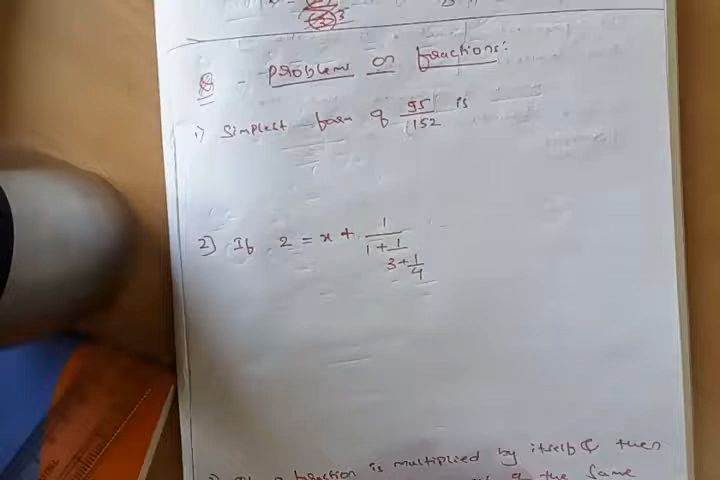 Q - Problems on fractions:
1) Simplest form of 95/152 is
2) If 2 = x + 1/(1 + 1/(3 + 1/4))
fraction is multiplied by itself & then
of the same